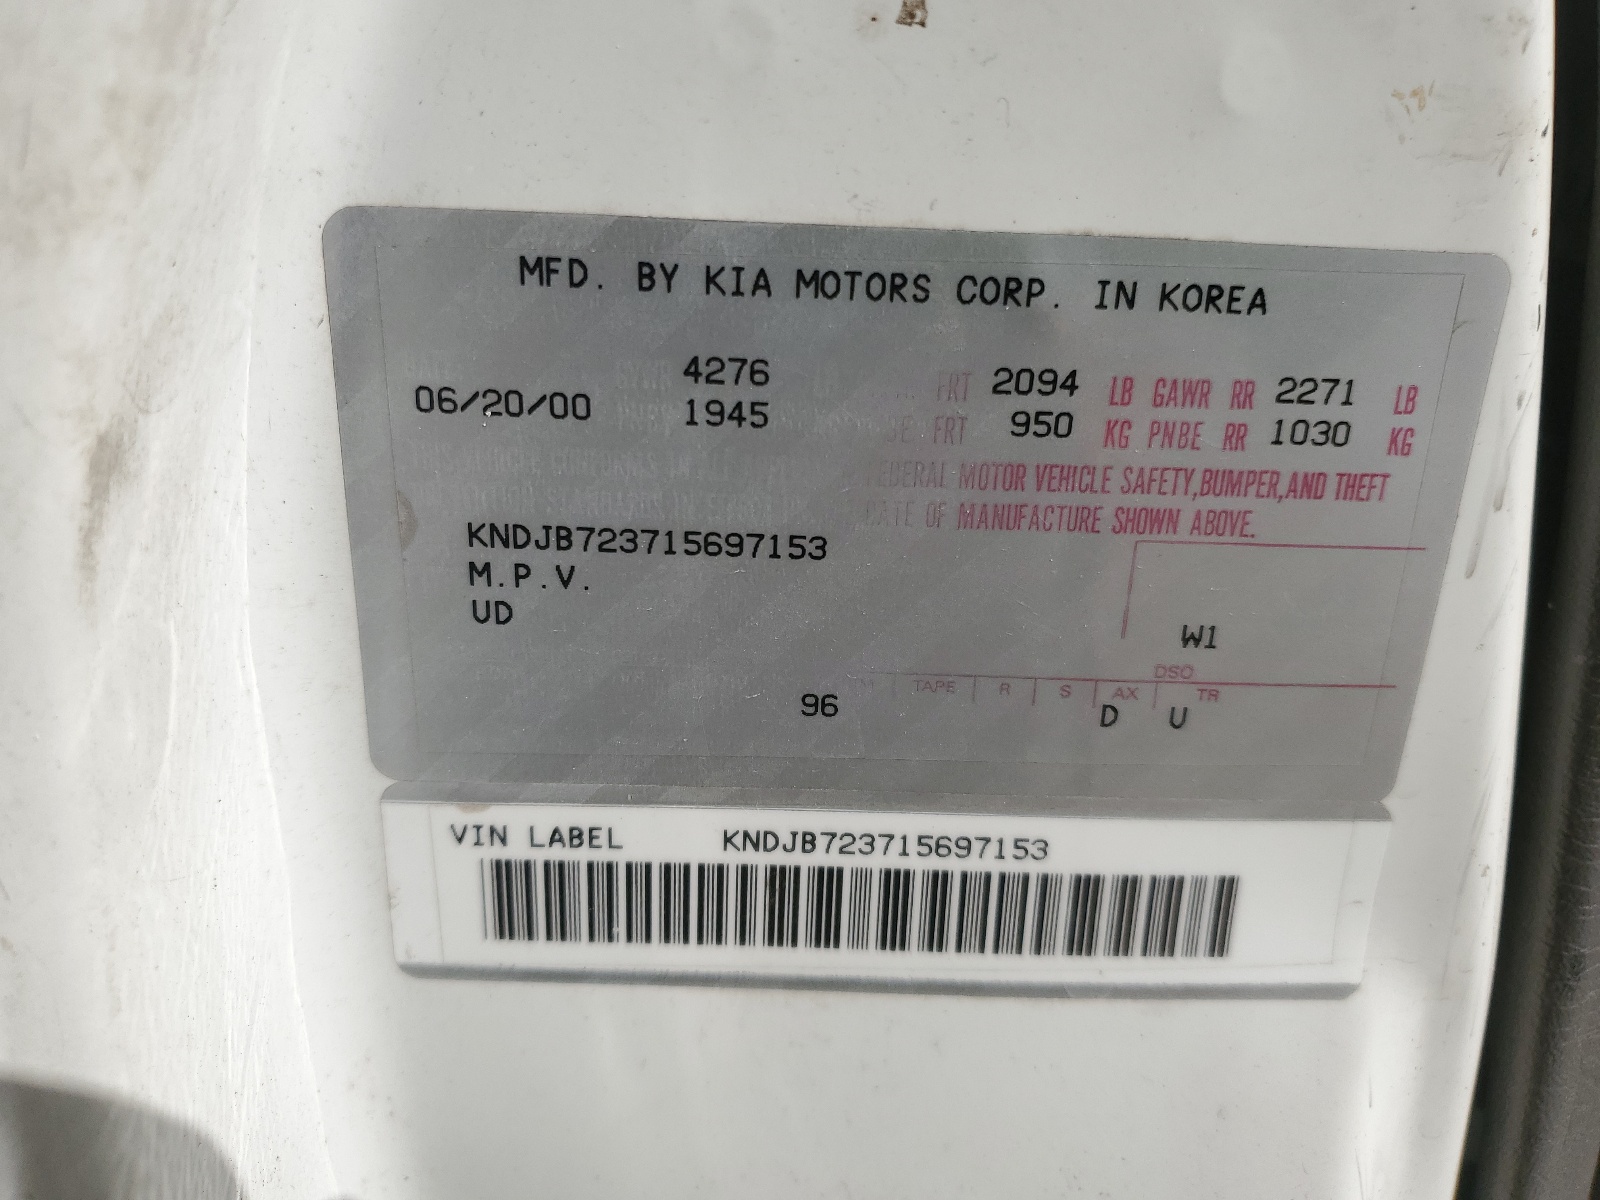 MFD. BY KIA MOTORS CORP. IN KOREA
4276 FRT 2094 LB GAWR RR 2271 LB
06/20/00 1945 FRT 950 KG PNBE RR 1030 KG
FEDERAL MOTOR VEHICLE SAFETY,BUMPER,AND THEFT
DATE OF MANUFACTURE SHOWN ABOVE.
KNDJB723715697153
M.P.V.
UD
W1
DSO
TAPE R S AX TR
96 D U
VIN LABEL KNDJB723715697153